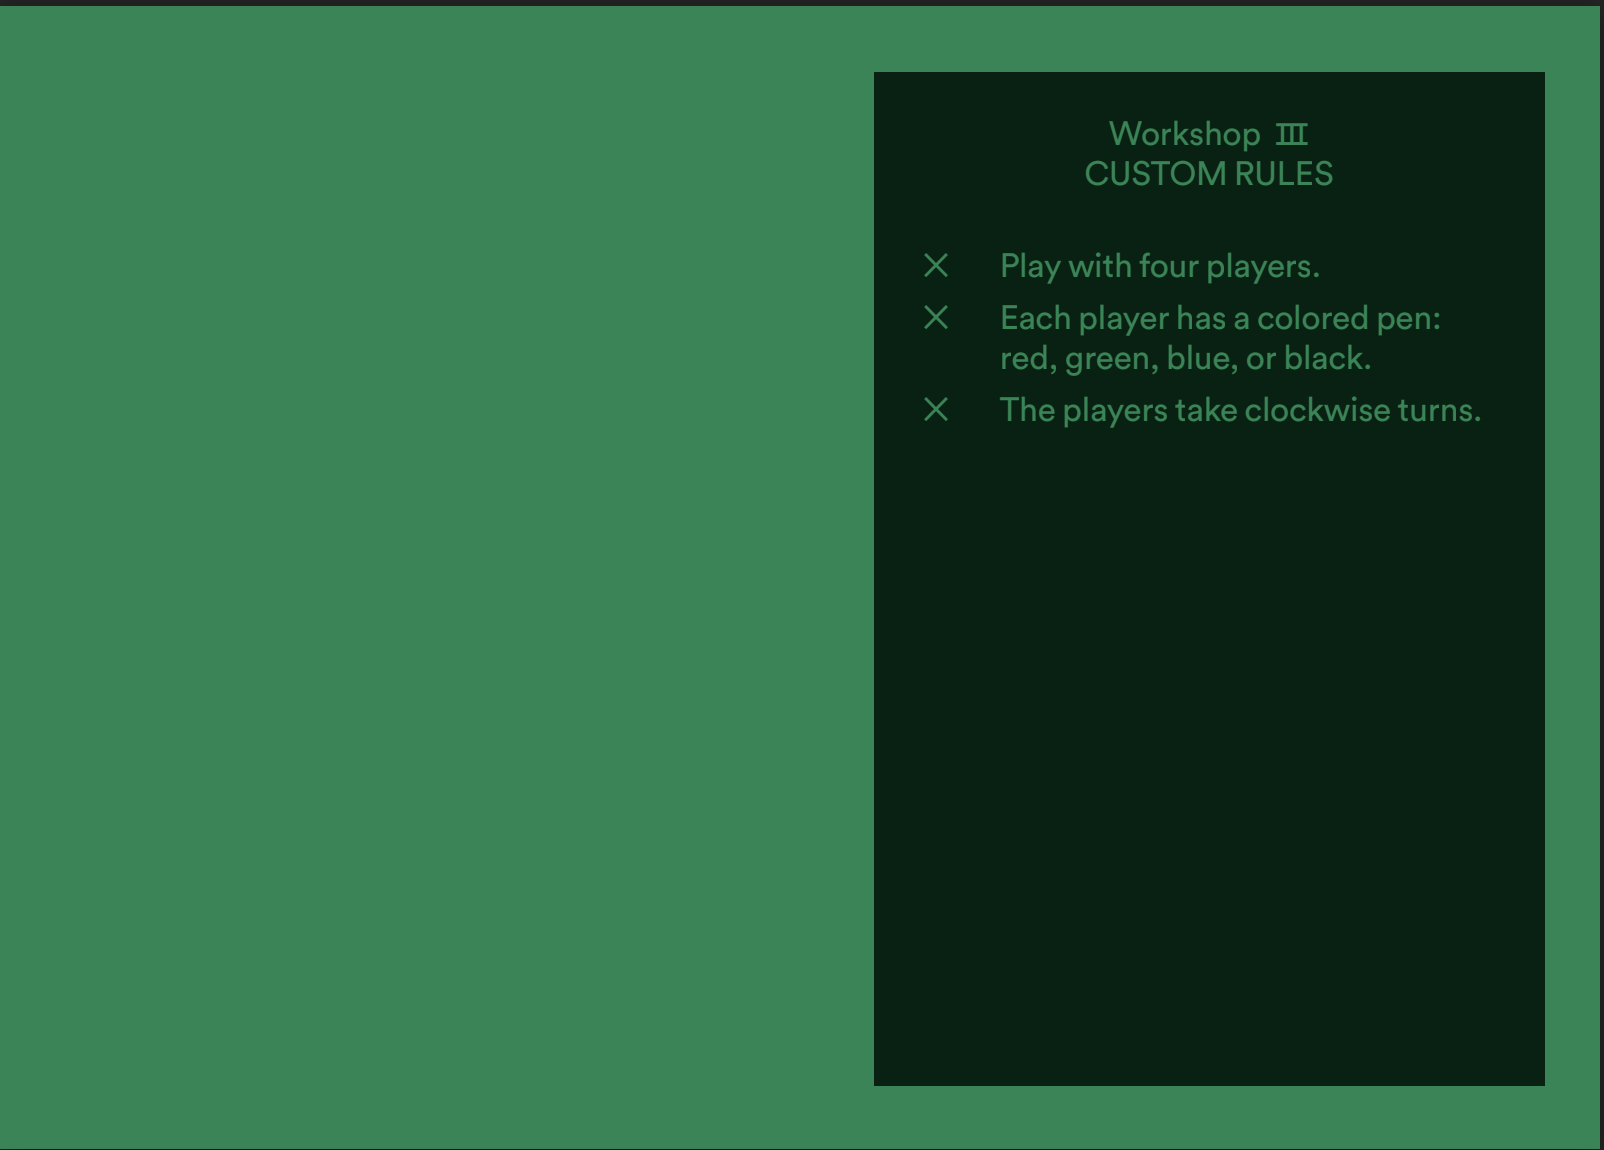 Workshop III
CUSTOM RULES
× Play with four players.
× Each player has a colored pen:
red, green, blue, or black.
× The players take clockwise turns.